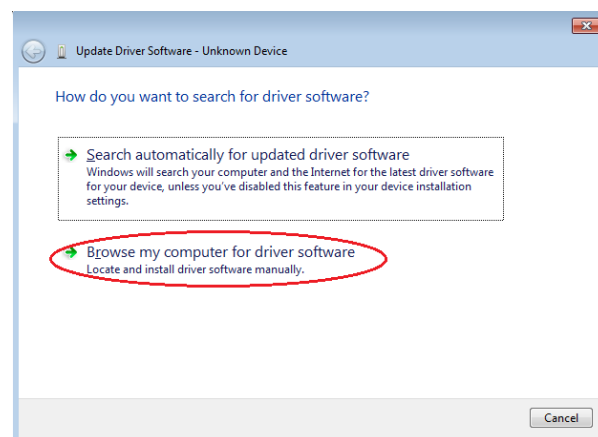 Update Driver Software - Unknown Device
How do you want to search for driver software?
Search automatically for updated driver software
Windows will search your computer and the Internet for the latest driver software
for your device, unless you've disabled this feature in your device installation
settings.
Browse my computer for driver software
Locate and install driver software manually.
Cancel